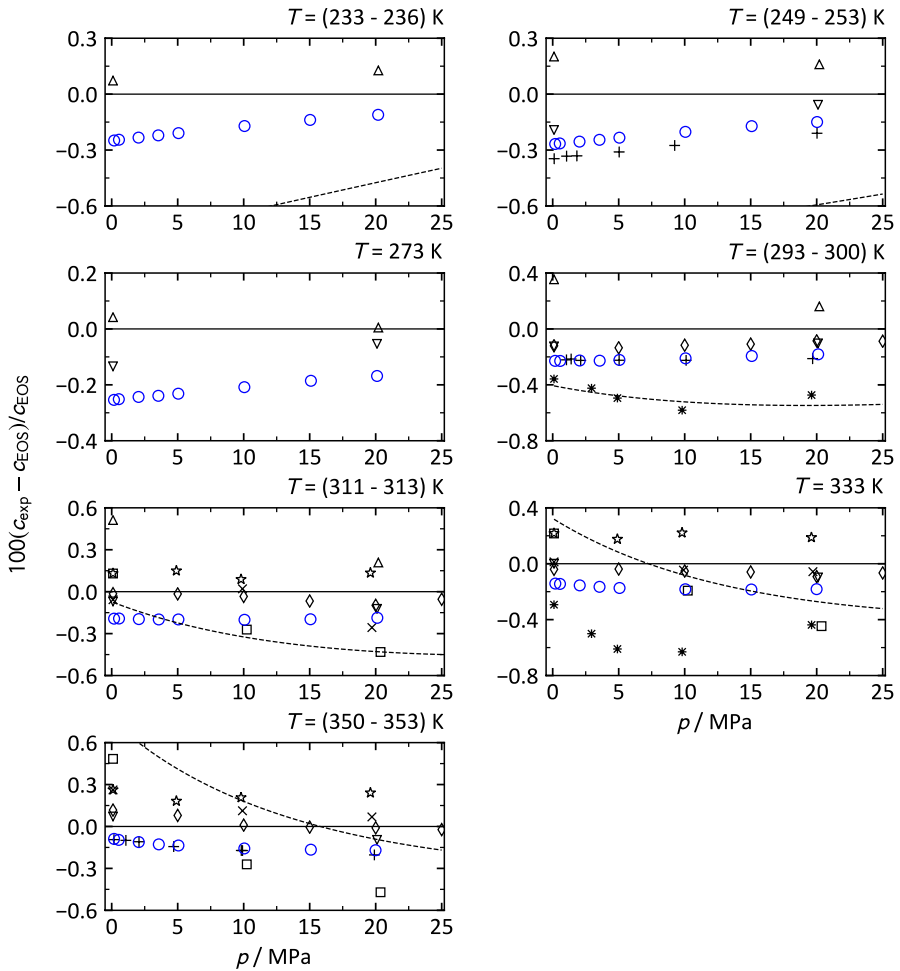 T = (233 - 236) K
0.3
0.0
−0.3
−0.6
0 5 10 15 20 25
T = (249 - 253) K
0.3
0.0
−0.3
−0.6
0 5 10 15 20 25
T = 273 K
0.2
0.0
−0.2
−0.4
0 5 10 15 20 25
T = (293 - 300) K
0.4
0.0
−0.4
−0.8
0 5 10 15 20 25
100(cexp − cEOS)/cEOS
T = (311 - 313) K
0.6
0.3
0.0
−0.3
−0.6
0 5 10 15 20 25
T = 333 K
0.4
0.0
−0.4
−0.8
0 5 10 15 20 25
p / MPa
T = (350 - 353) K
0.6
0.3
0.0
−0.3
−0.6
0 5 10 15 20 25
p / MPa